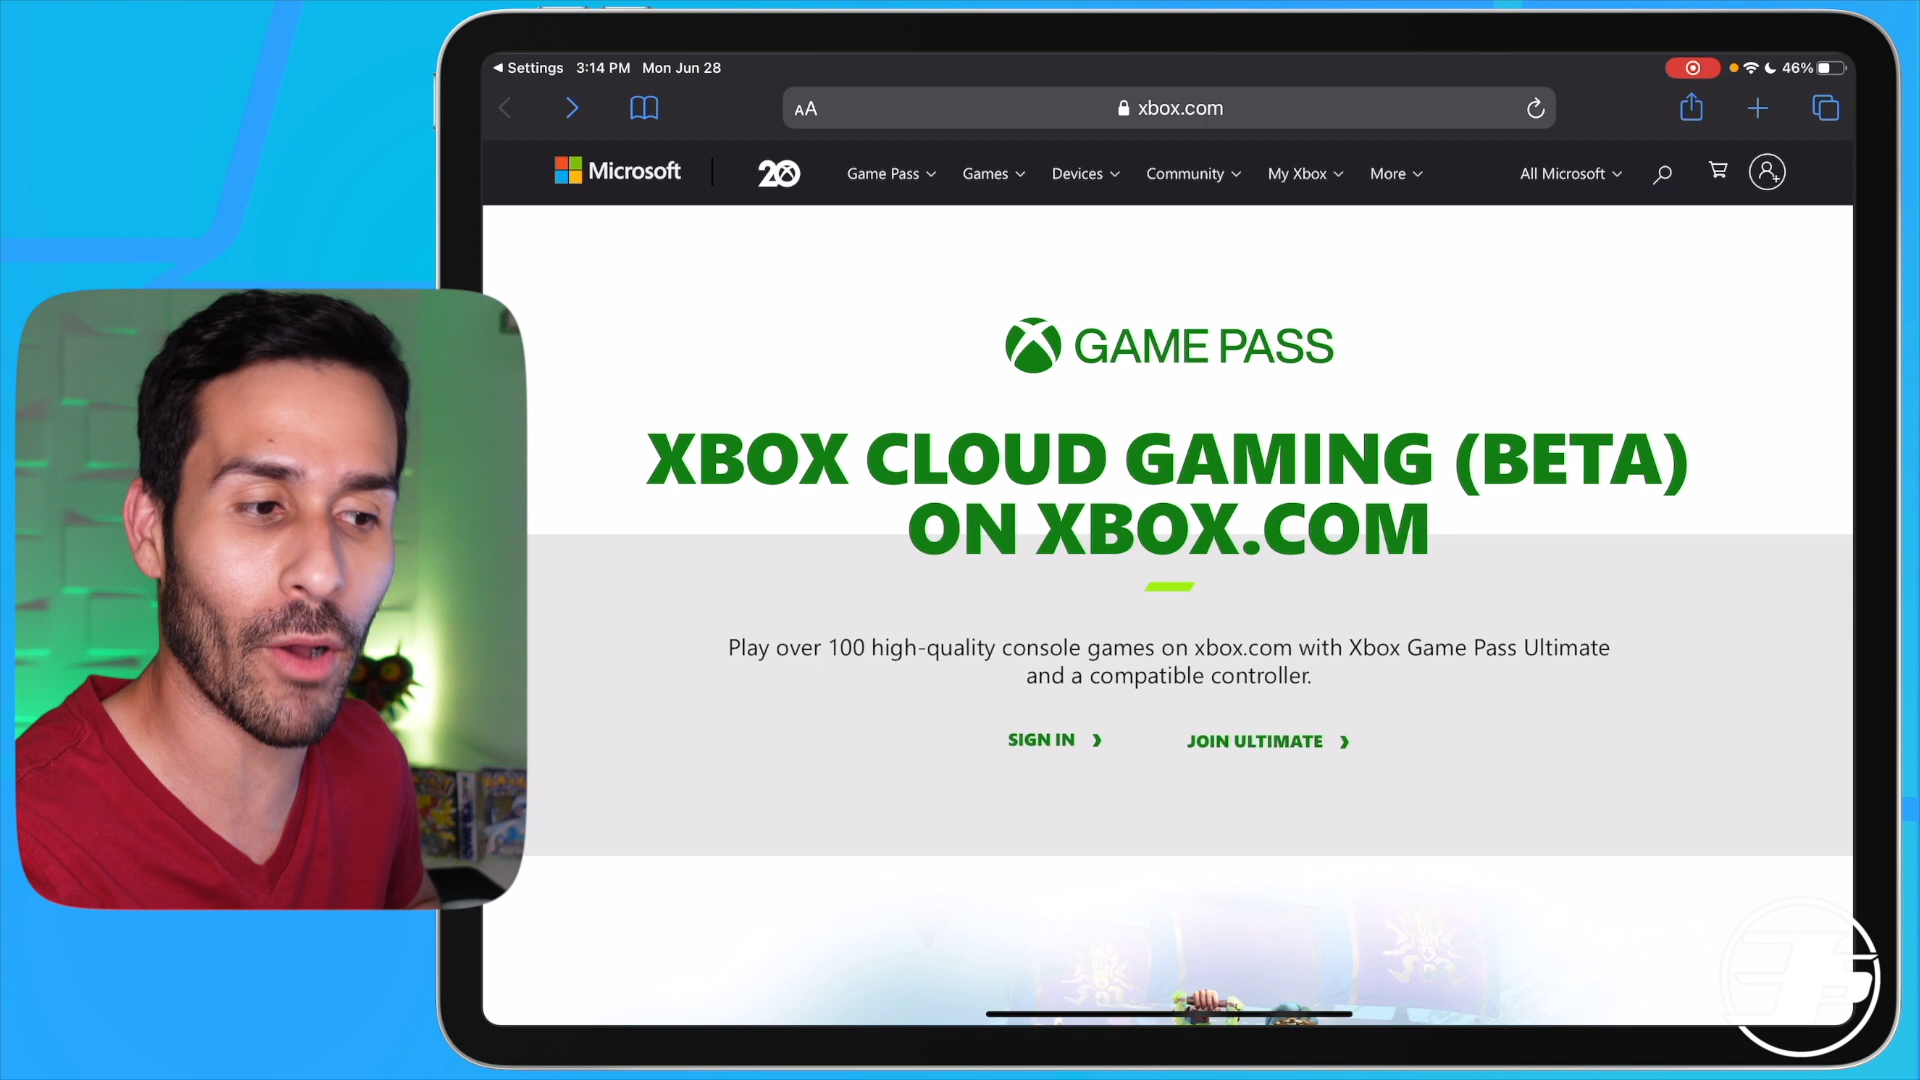 Settings 3:14 PM Mon Jun 28
46%
AA
xbox.com
Microsoft
20
Game Pass Games Devices Community My Xbox More
All Microsoft
GAME PASS
XBOX CLOUD GAMING (BETA)
ON XBOX.COM
Play over 100 high-quality console games on xbox.com with Xbox Game Pass Ultimate
and a compatible controller.
SIGN IN
JOIN ULTIMATE